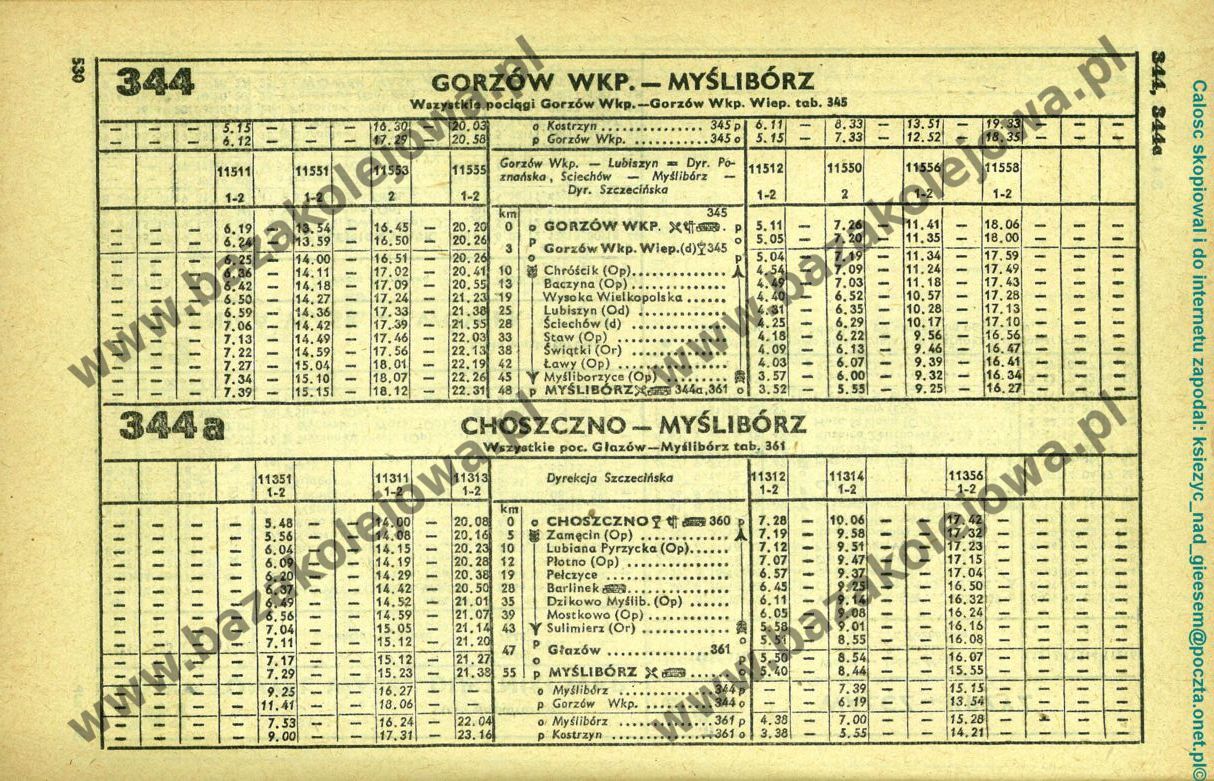 530
344, 344a
344
GORZÓW WKP. — MYŚLIBÓRZ
Wszystkie pociągi Gorzów Wkp.—Gorzów Wkp. Wiep. tab. 345
— — — 5.15 — — — 16.30 — 20.03 o Kostrzyn 345 p 6.11 — 8.33 — 13.51 — 19.33 — — —
— — — 6.12 — — — 17.29 — 20.58 p Gorzów Wkp. 345 o 5.15 — 7.33 — 12.52 — 18.35 — — —
11511 11551 11553 11555 Gorzów Wkp. — Lubiszyn = Dyr. Poznańska, Ściechów — Myślibórz — Dyr. Szczecińska 11512 11550 11556 11558
1-2 1-2 2 1-2 1-2 2 1-2 1-2
km 345
6.19 13.54 16.45 20.20 0 o GORZÓW WKP. p 5.11 7.26 11.41 18.06
6.24 13.59 16.50 20.26 3 p Gorzów Wkp. Wiep.(d) 345 o 5.05 7.20 11.35 18.00
6.25 14.00 16.51 20.26 o p 5.04 7.19 11.34 17.59
6.36 14.11 17.02 20.41 10 Chróścik (Op) 4.54 7.09 11.24 17.49
6.42 14.18 17.09 20.55 13 Baczyna (Op) 4.49 7.03 11.18 17.43
6.50 14.27 17.24 21.23 19 Wysoka Wielkopolska 4.40 6.52 10.57 17.28
6.59 14.36 17.33 21.38 25 Lubiszyn (Od) 4.31 6.35 10.28 17.13
7.06 14.42 17.39 21.55 28 Ściechów (d) 4.25 6.29 10.17 17.10
7.13 14.49 17.46 22.03 33 Staw (Op) 4.18 6.22 9.56 16.56
7.22 14.59 17.56 22.13 38 Świątki (Or) 4.09 6.13 9.46 16.47
7.27 15.04 18.01 22.19 42 Ławy (Op) 4.03 6.07 9.39 16.41
7.34 15.10 18.07 22.26 45 Myśliborzyce (Op) 3.57 6.00 9.32 16.34
7.39 15.15 18.12 22.31 48 p MYŚLIBÓRZ 344a,361 o 3.52 5.55 9.25 16.27
344a
CHOSZCZNO — MYŚLIBÓRZ
Wszystkie poc. Głazów—Myślibórz tab. 361
11351 11311 11313 Dyrekcja Szczecińska 11312 11314 11356
1-2 1-2 1-2 1-2 1-2 1-2
km
5.48 14.00 20.08 0 o CHOSZCZNO 360 p 7.28 10.06 17.42
5.56 14.08 20.16 5 Zamęcin (Op) 7.19 9.58 17.32
6.04 14.15 20.23 10 Lubiana Pyrzycka (Op) 7.12 9.51 17.23
6.09 14.19 20.28 12 Płotno (Op) 7.07 9.47 17.15
6.20 14.29 20.38 19 Pełczyce 6.57 9.37 17.04
6.37 14.42 20.50 28 Barlinek 6.45 9.25 16.50
6.49 14.52 21.01 35 Dzikowo Myślib. (Op) 6.11 9.14 16.32
6.56 14.59 21.07 39 Mostkowo (Op) 6.05 9.08 16.24
7.04 15.05 21.14 43 Sulimierz (Or) 5.58 9.01 16.16
7.11 15.12 21.20 47 p Głazów 361 o 5.51 8.55 16.08
7.17 15.12 21.27 o p 5.50 8.54 16.07
7.29 15.23 21.38 55 p MYŚLIBÓRZ o 5.40 8.44 15.55
9.25 — 16.27 — — o Myślibórz 344 p — 7.39 15.15
11.41 — 18.06 — — p Gorzów Wkp. 344 o — 6.19 13.54
7.53 — 16.24 — 22.04 o Myślibórz 361 p 4.38 7.00 15.28
9.00 — 17.31 — 23.16 p Kostrzyn 361 o 3.38 5.55 14.21
www.bazakolejowa.pl
www.bazakolejowa.pl
www.bazakolejowa.pl
www.bazakolejowa.pl
Calosc skopiowal i do internetu zapodal: ksiezyc_nad_gieesem@poczta.onet.pl©